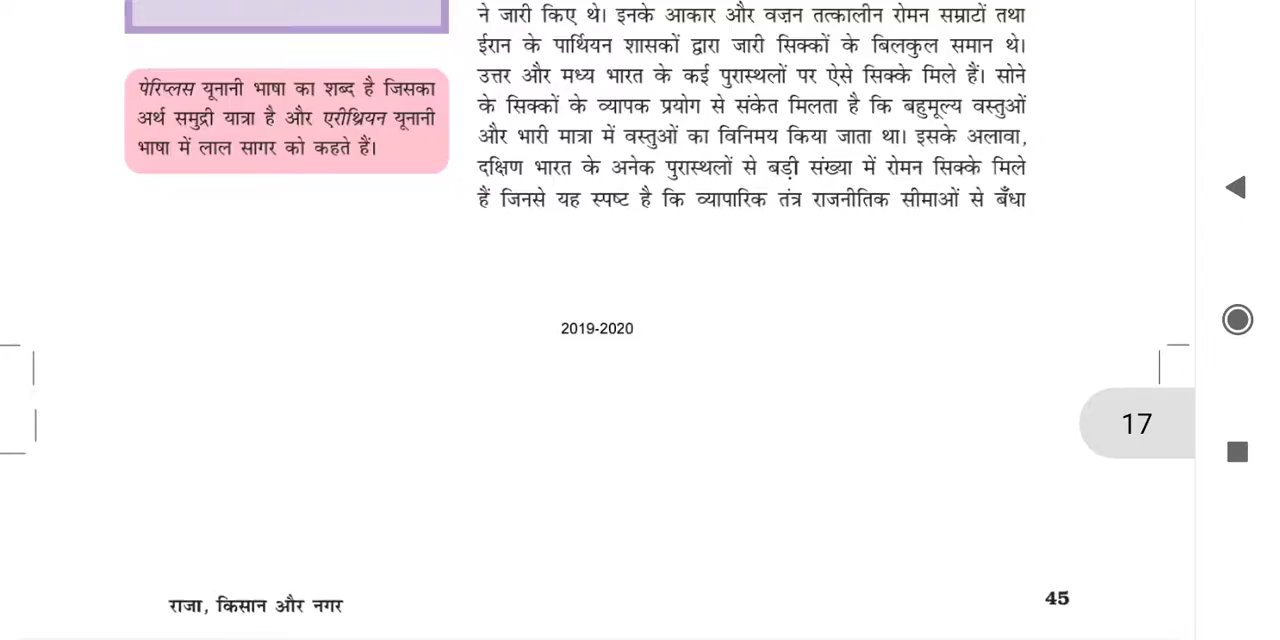 पेरिप्लस यूनानी भाषा का शब्द है जिसका
अर्थ समुद्री यात्रा है और एरीथ्रियन यूनानी
भाषा में लाल सागर को कहते हैं।
ने जारी किए थे। इनके आकार और वज़न तत्कालीन रोमन सम्राटों तथा
ईरान के पार्थियन शासकों द्वारा जारी सिक्कों के बिलकुल समान थे।
उत्तर और मध्य भारत के कई पुरास्थलों पर ऐसे सिक्के मिले हैं। सोने
के सिक्कों के व्यापक प्रयोग से संकेत मिलता है कि बहुमूल्य वस्तुओं
और भारी मात्रा में वस्तुओं का विनिमय किया जाता था। इसके अलावा,
दक्षिण भारत के अनेक पुरास्थलों से बड़ी संख्या में रोमन सिक्के मिले
हैं जिनसे यह स्पष्ट है कि व्यापारिक तंत्र राजनीतिक सीमाओं से बँधा
2019-2020
17
राजा, किसान और नगर
45